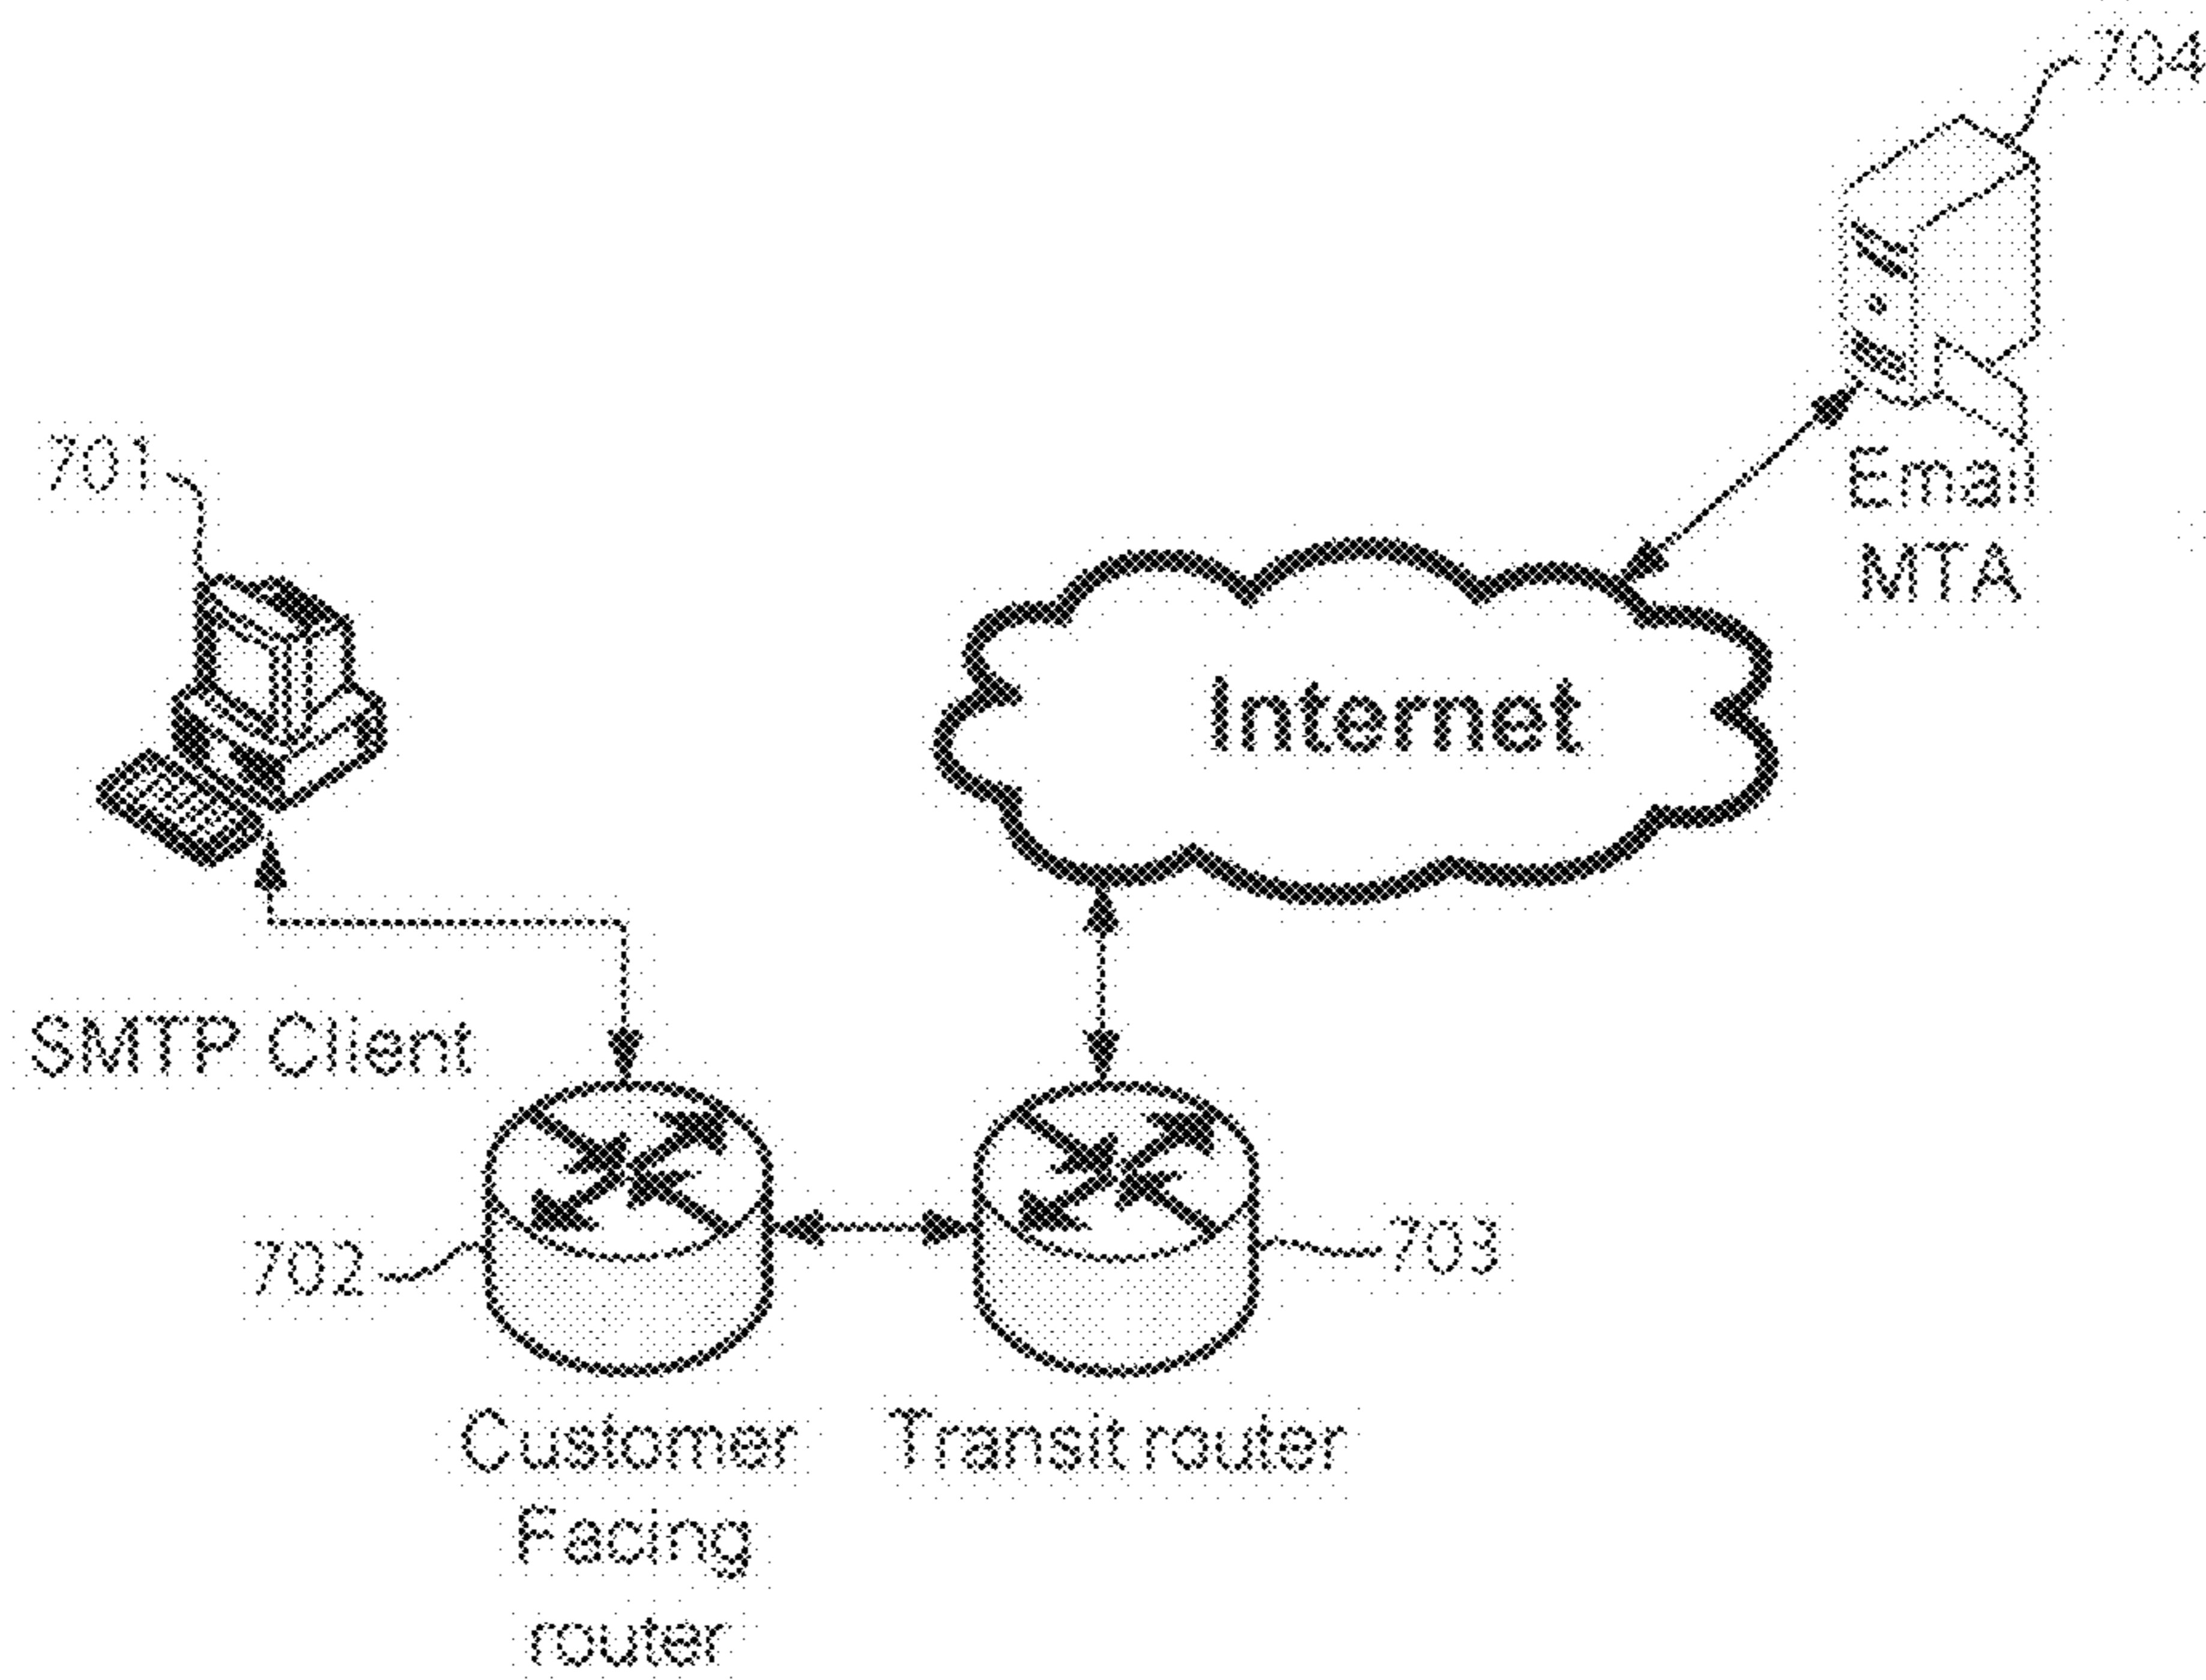 704
Email
MTA
701
Internet
SMTP Client
702
703
Customer
Facing
router
Transit router